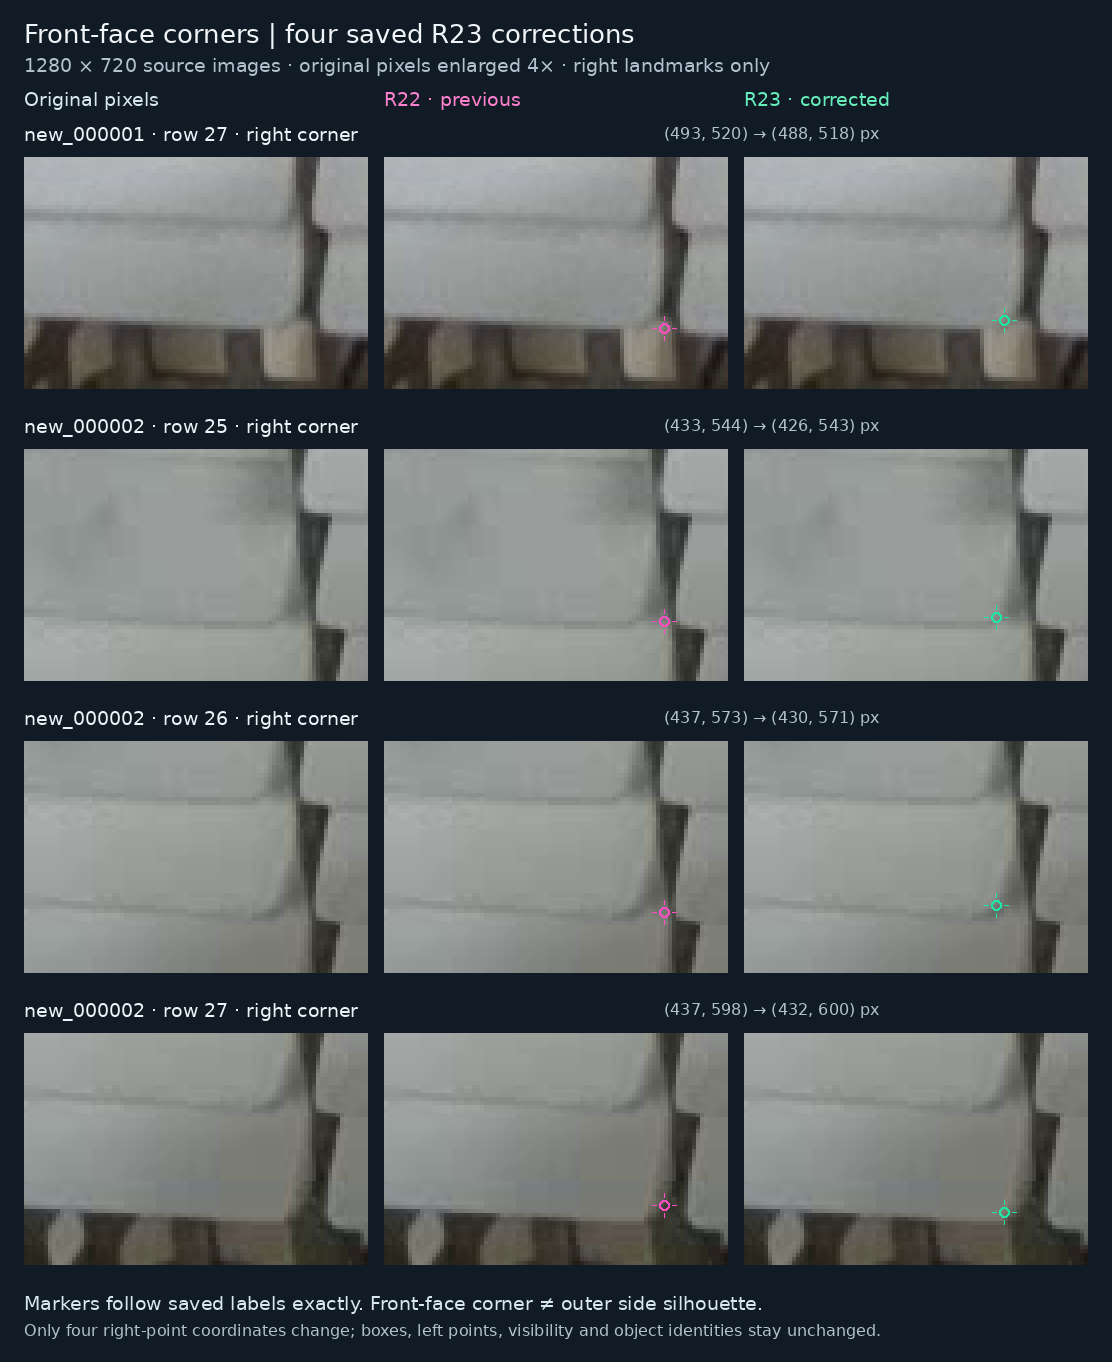 Front-face corners | four saved R23 corrections
1280 × 720 source images · original pixels enlarged 4× · right landmarks only
Original pixels R22 · previous R23 · corrected
new_000001 · row 27 · right corner (493, 520) → (488, 518) px
new_000002 · row 25 · right corner (433, 544) → (426, 543) px
new_000002 · row 26 · right corner (437, 573) → (430, 571) px
new_000002 · row 27 · right corner (437, 598) → (432, 600) px
Markers follow saved labels exactly. Front-face corner ≠ outer side silhouette.
Only four right-point coordinates change; boxes, left points, visibility and object identities stay unchanged.